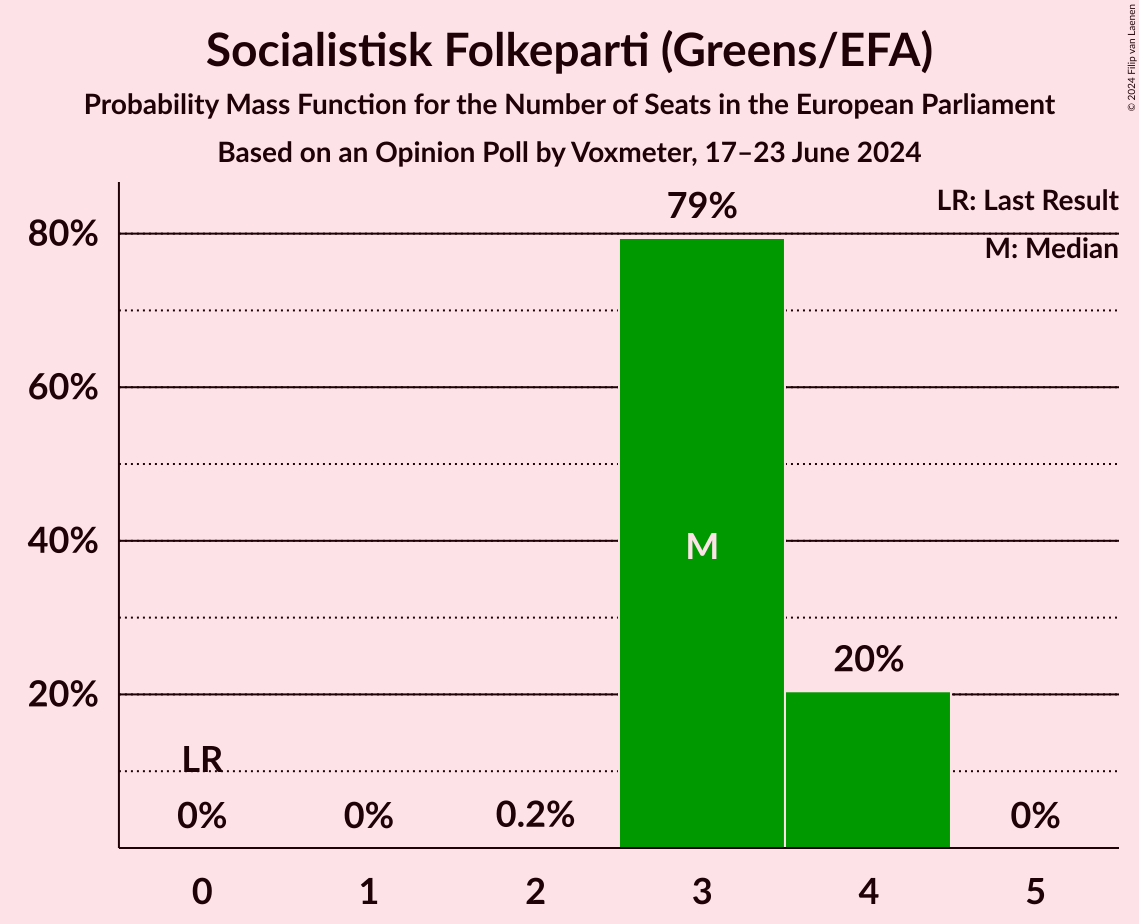 Socialistisk Folkeparti (Greens/EFA)
Probability Mass Function for the Number of Seats in the European Parliament
Based on an Opinion Poll by Voxmeter, 17–23 June 2024
© 2024 Filip van Laenen
LR: Last Result
M: Median
79%
80%
60%
40%
M
20%
20%
LR
0%
0%
0.2%
0%
0
1
2
3
4
5